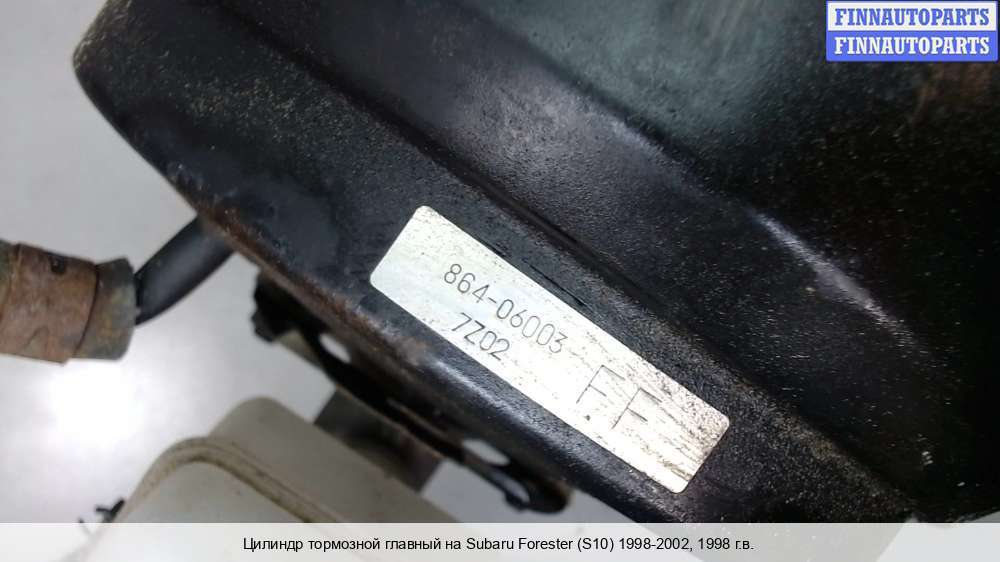 FINNAUTOPARTS
FINNAUTOPARTS
864-06003
7Z02
FF
Цилиндр тормозной главный на Subaru Forester (S10) 1998-2002, 1998 г.в.